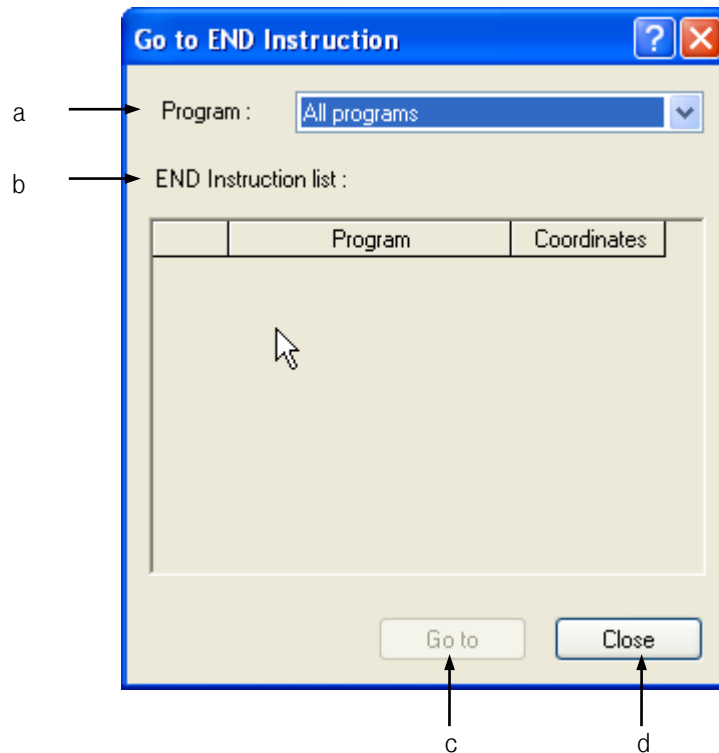 Go to END Instruction
a Program : All programs
b END Instruction list :
Program Coordinates
Go to Close
c d